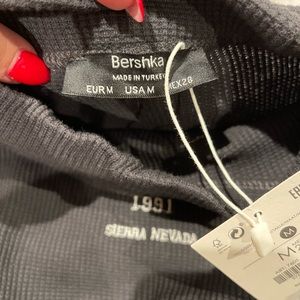 Bershka
MADE IN TURKEY
EUR M USA M MEX 28
1991
SIERRA NEVADA
M